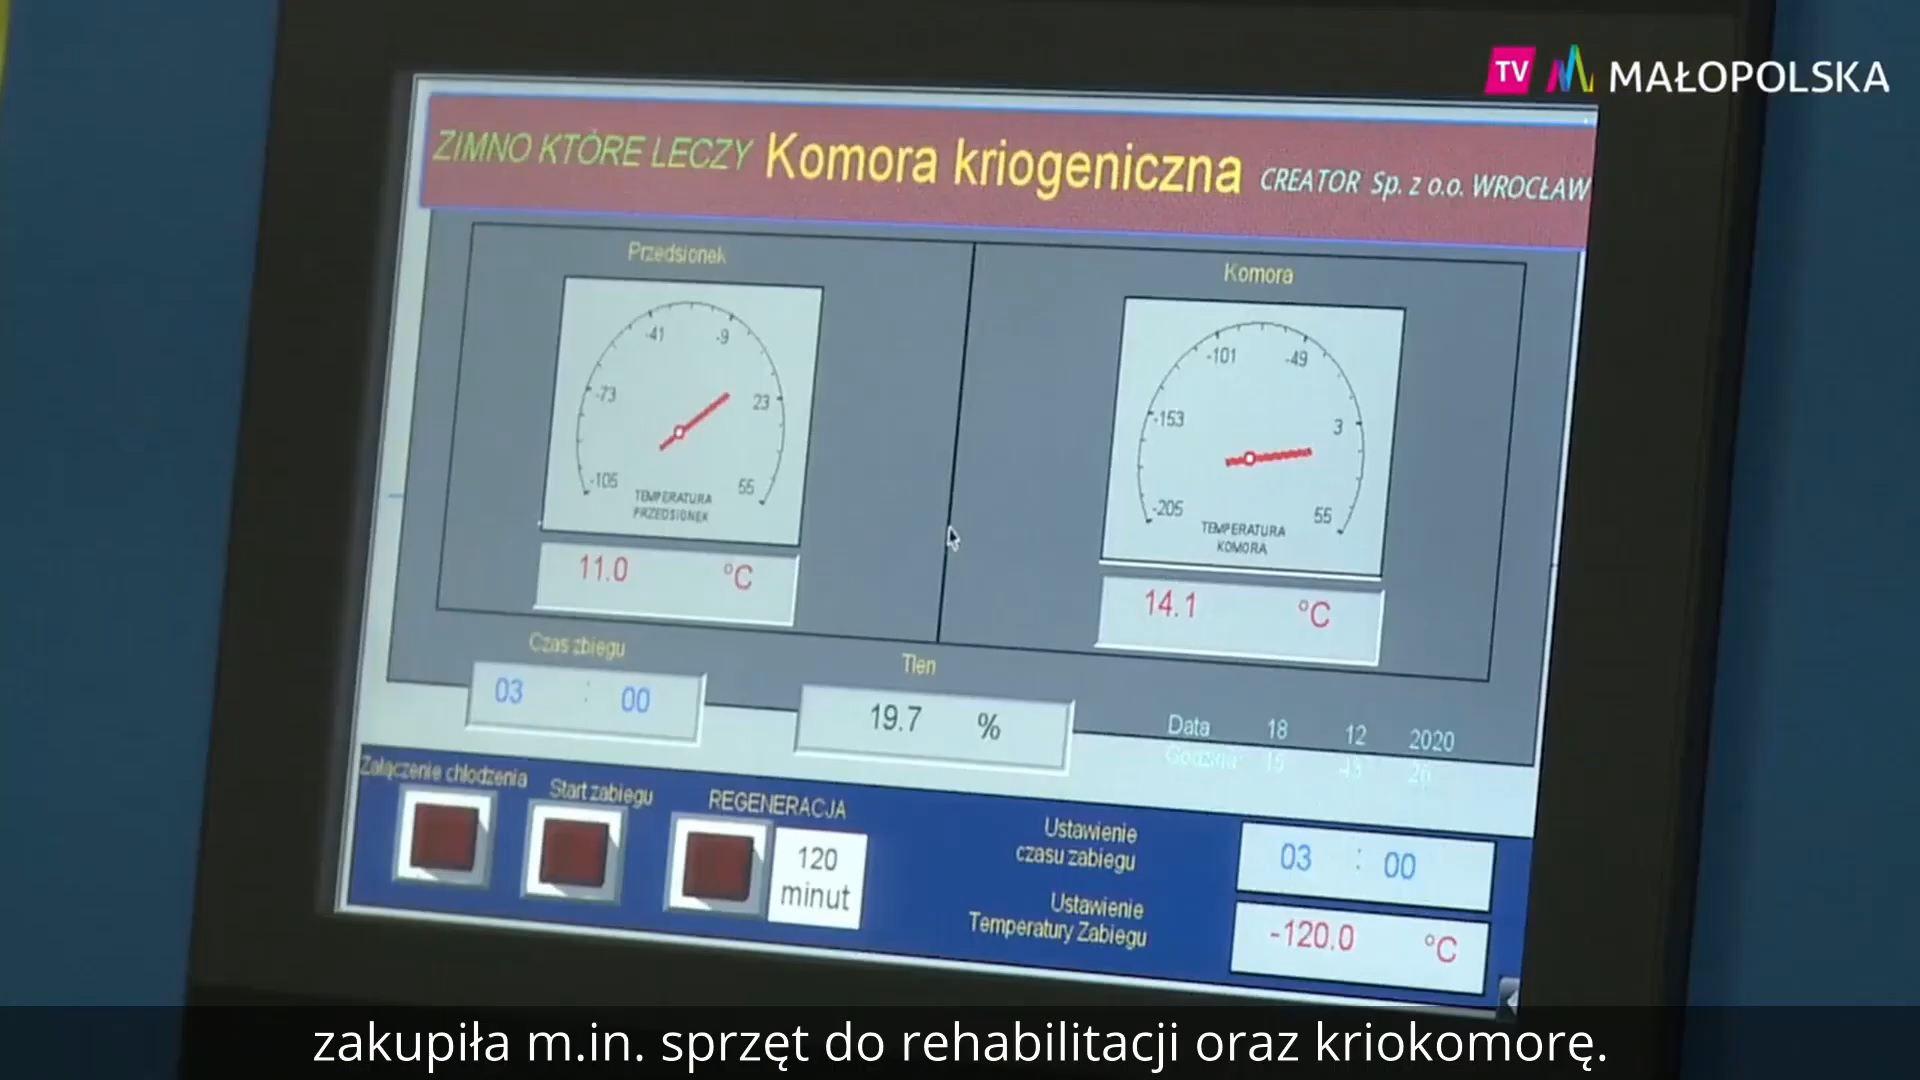 TV MAŁOPOLSKA
ZIMNO KTÓRE LECZY Komora kriogeniczna CREATOR Sp. z o.o. WROCŁAW
Przedsionek
-105 -73 -41 -9 23 55
TEMPERATURA
PRZEDSIONEK
11.0 °C
Komora
-205 -153 -101 -49 3 55
TEMPERATURA
KOMORA
14.1 °C
Czas zbiegu
03 : 00
Tlen
19.7 %
Data 18 12 2020
Godzina: 15 43
Załączenie chłodzenia
Start zabiegu
REGENERACJA
120
minut
Ustawienie
czasu zabiegu
03 : 00
Ustawienie
Temperatury Zabiegu
-120.0 °C
zakupiła m.in. sprzęt do rehabilitacji oraz kriokomorę.